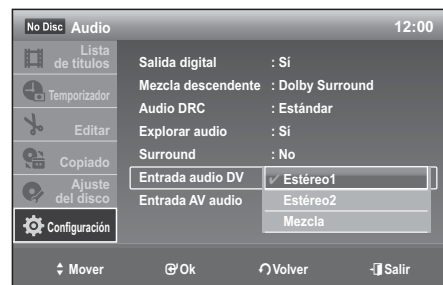 No Disc Audio 12:00
Lista
de titulos
Temporizador
Editar
Copiado
Ajuste
del disco
Configuración
Salida digital : Sí
Mezcla descendente : Dolby Surround
Audio DRC : Estándar
Explorar audio : Sí
Surround : No
Entrada audio DV ✔ Estéreo1
Entrada AV audio Estéreo2
Mezcla
Mover Ok Volver Salir